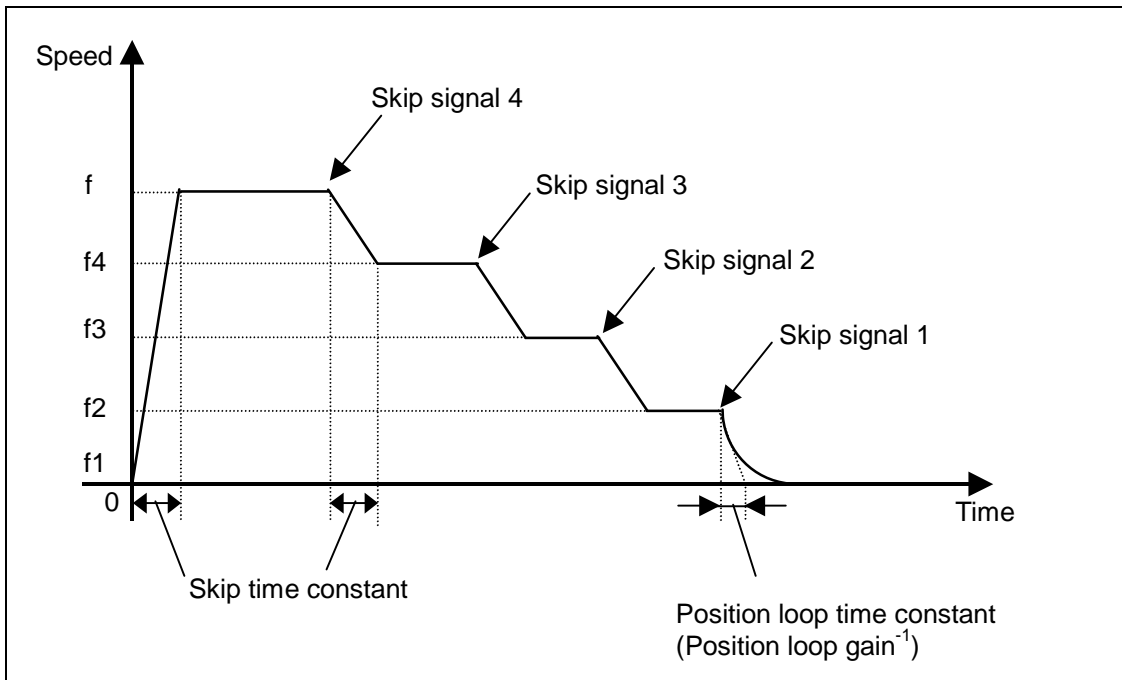 Speed
Skip signal 4
Skip signal 3
Skip signal 2
Skip signal 1
f
f4
f3
f2
f1
0
Time
Skip time constant
Position loop time constant
(Position loop gain⁻¹)